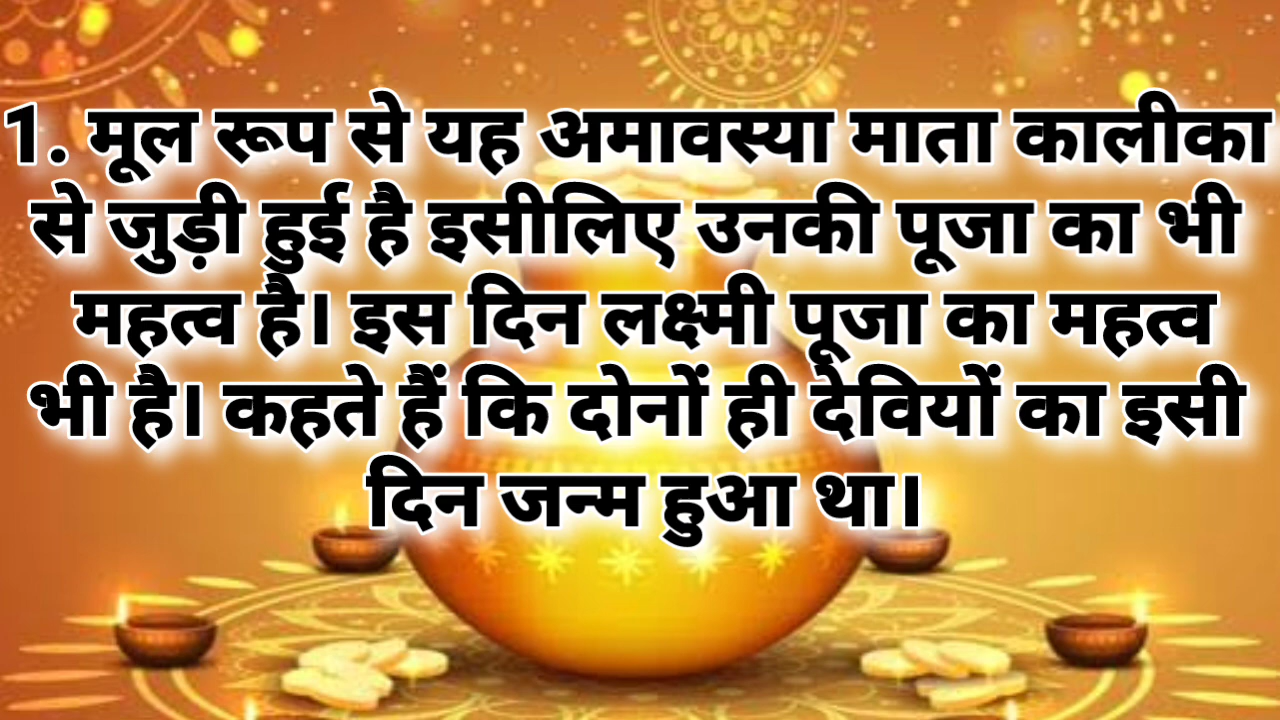 1. मूल रूप से यह अमावस्या माता कालीका
से जुड़ी हुई है इसीलिए उनकी पूजा का भी
महत्व है। इस दिन लक्ष्मी पूजा का महत्व
भी है। कहते हैं कि दोनों ही देवियों का इसी
दिन जन्म हुआ था।